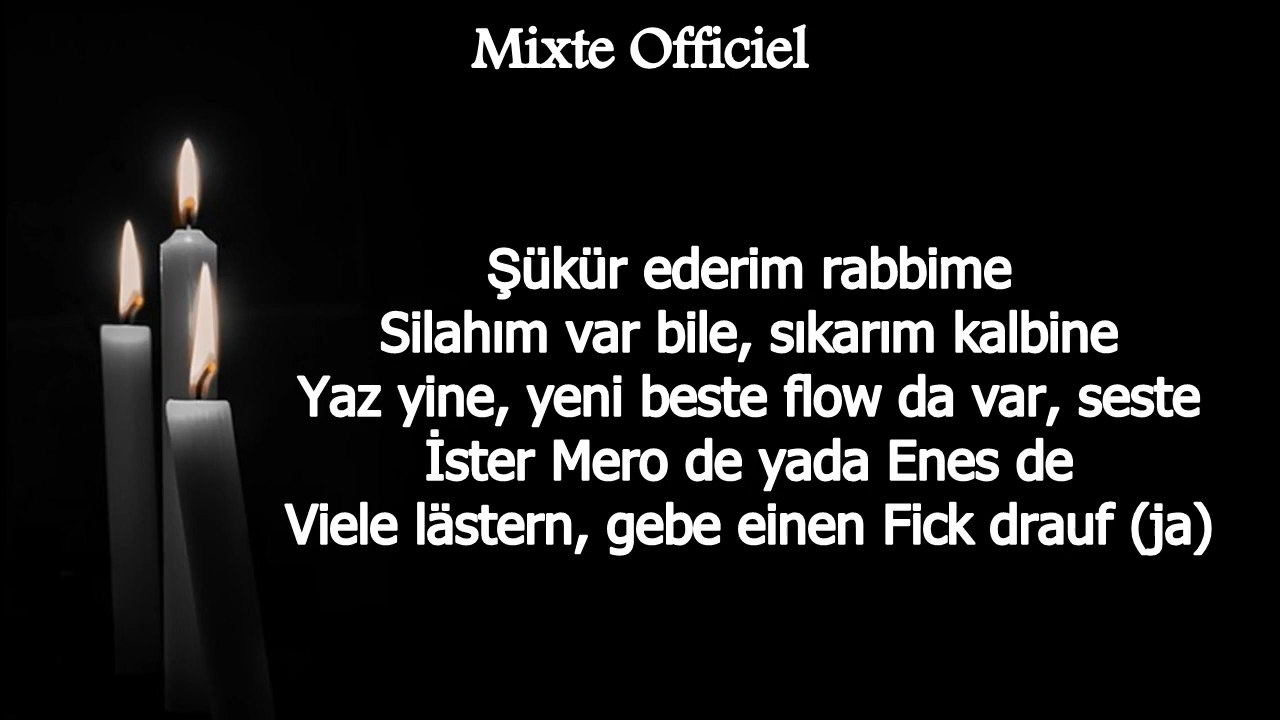 Mixte Officiel
Şükür ederim rabbime
Silahım var bile, sıkarım kalbine
Yaz yine, yeni beste flow da var, seste
İster Mero de yada Enes de
Viele lästern, gebe einen Fick drauf (ja)